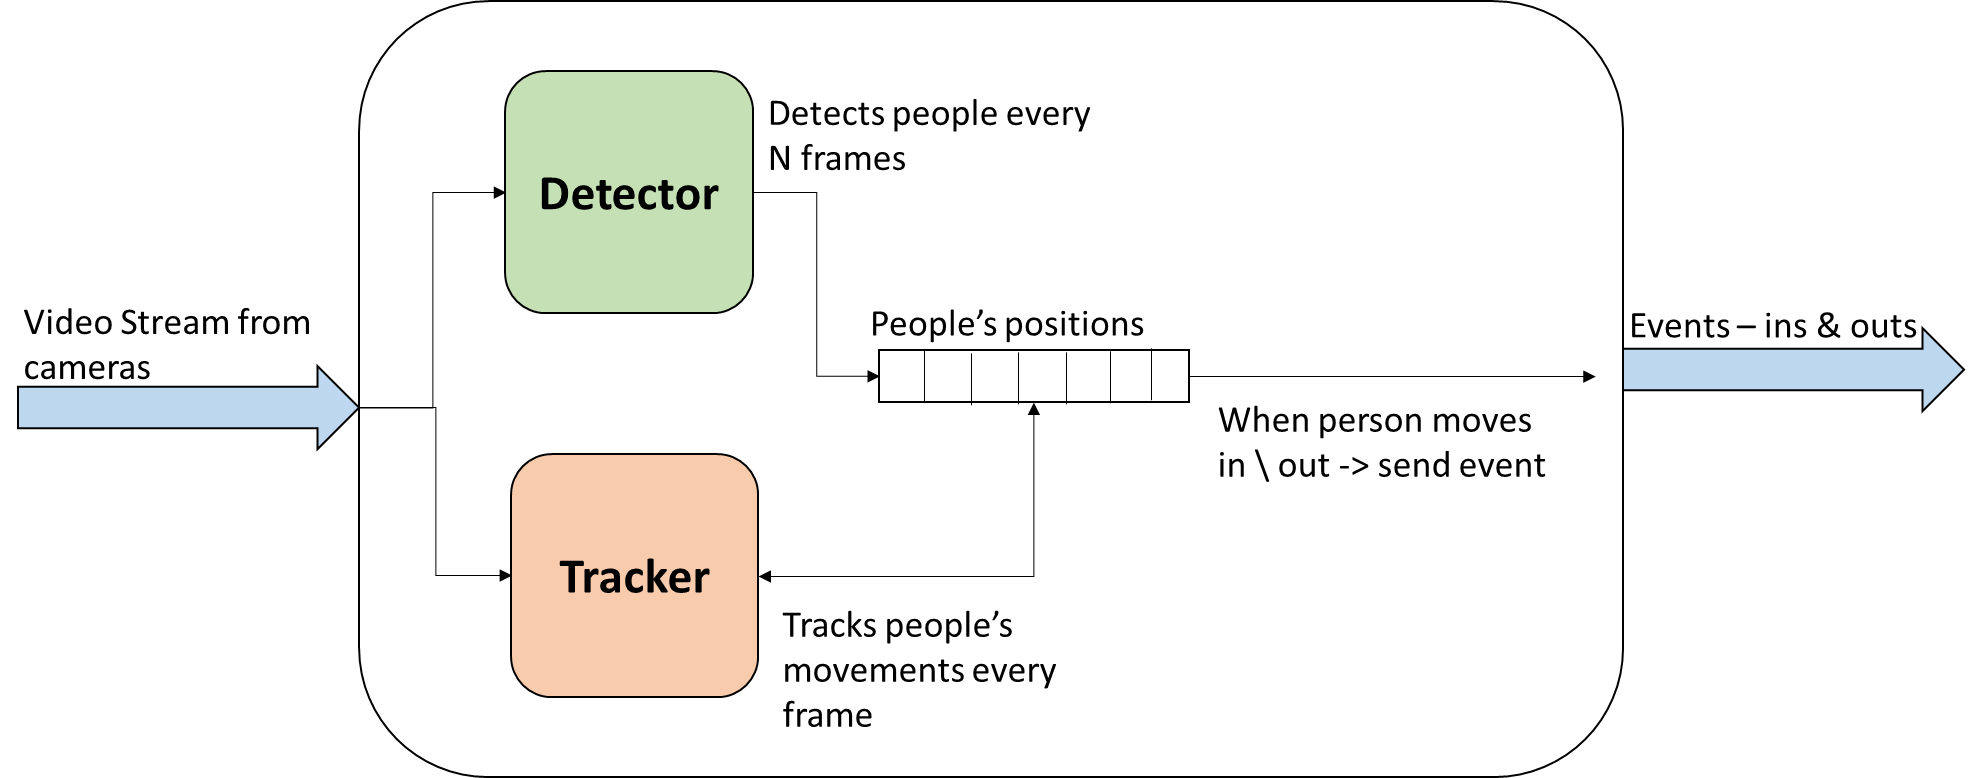 Detects people every
N frames
Detector
Video Stream from
cameras
People’s positions
Events – ins & outs
When person moves
in \ out -> send event
Tracker
Tracks people’s
movements every
frame